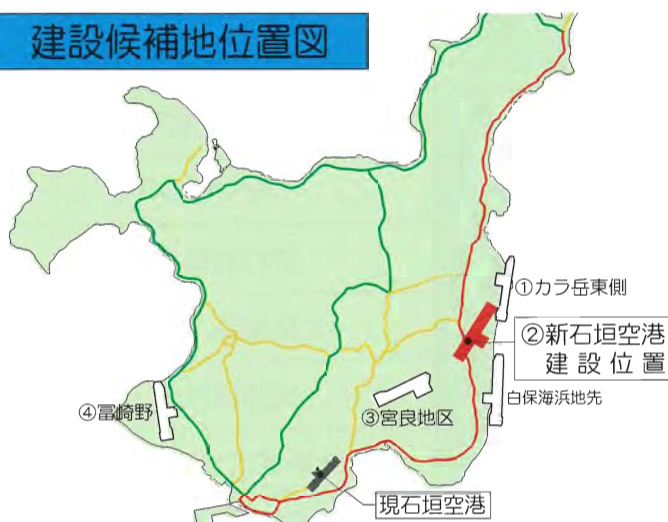 建設候補地位置図
①カラ岳東側
②新石垣空港
建設位置
白保海浜地先
③宮良地区
④冨崎野
現石垣空港